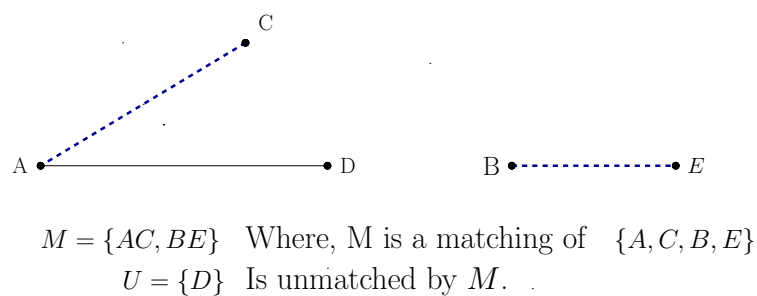 C
A D B E
M = {AC, BE} Where, M is a matching of {A, C, B, E}
U = {D} Is unmatched by M.